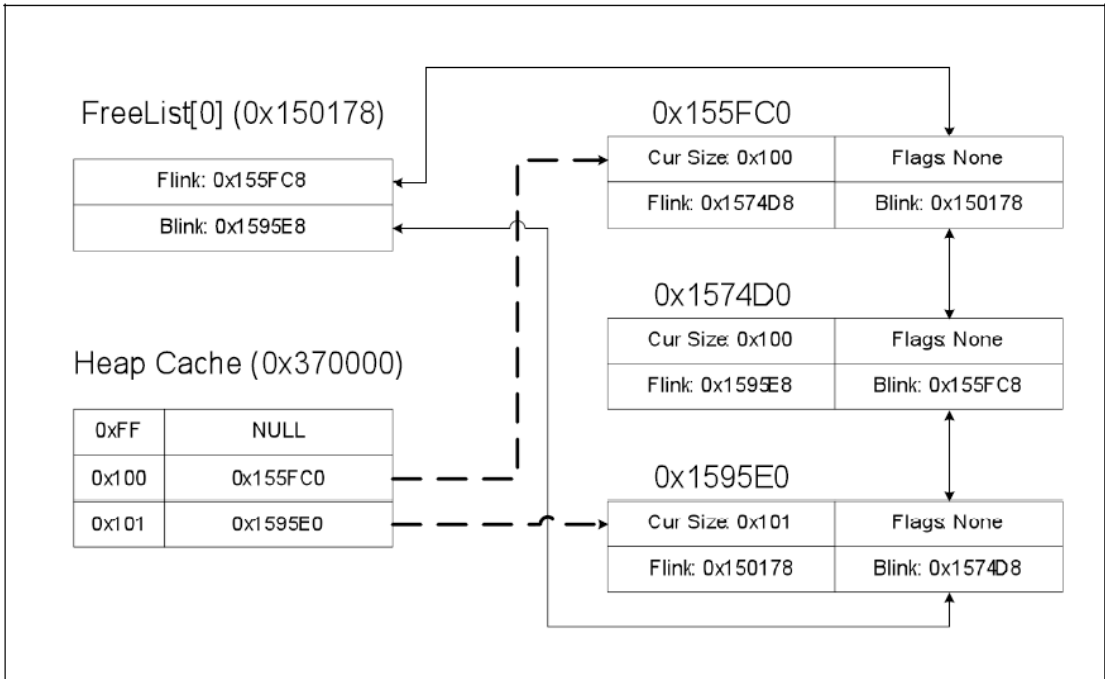 FreeList[0] (0x150178)
Flink: 0x155FC8
Blink: 0x1595E8
Heap Cache (0x370000)
0xFF NULL
0x100 0x155FC0
0x101 0x1595E0
0x155FC0
Cur Size: 0x100 Flags: None
Flink: 0x1574D8 Blink: 0x150178
0x1574D0
Cur Size: 0x100 Flags: None
Flink: 0x1595E8 Blink: 0x155FC8
0x1595E0
Cur Size: 0x101 Flags: None
Flink: 0x150178 Blink: 0x1574D8